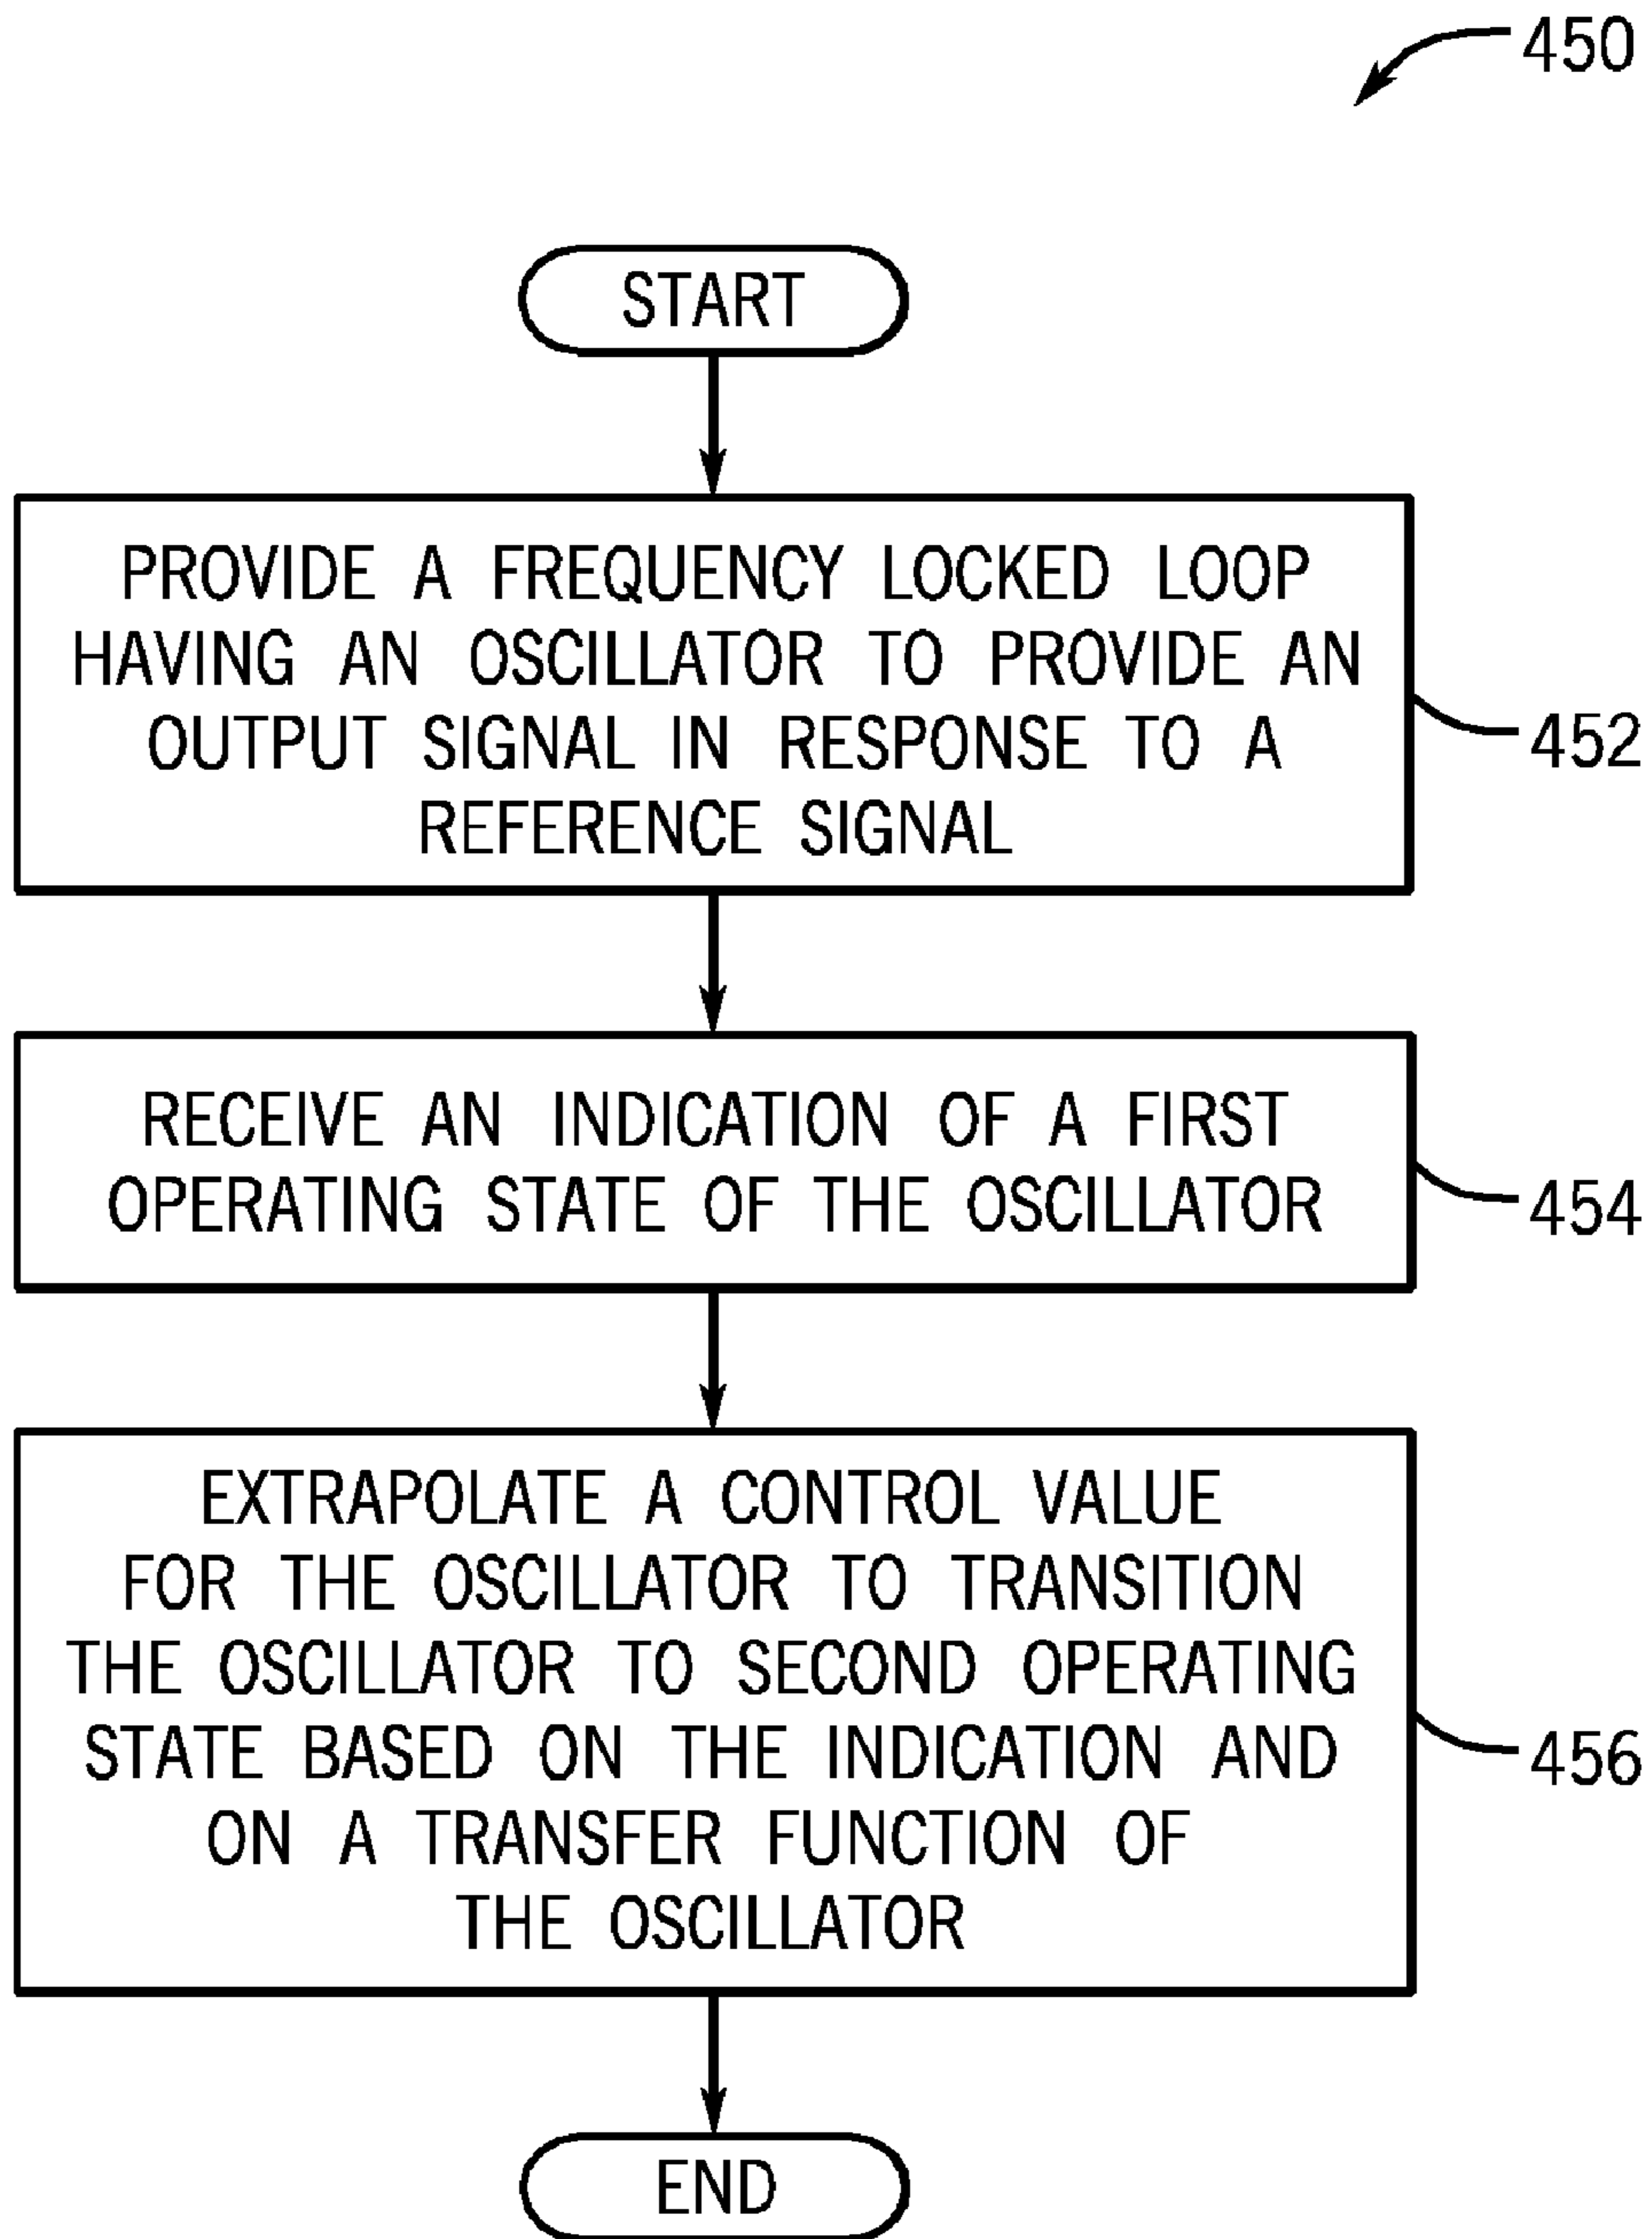 450
START
PROVIDE A FREQUENCY LOCKED LOOP
HAVING AN OSCILLATOR TO PROVIDE AN
OUTPUT SIGNAL IN RESPONSE TO A
REFERENCE SIGNAL
452
RECEIVE AN INDICATION OF A FIRST
OPERATING STATE OF THE OSCILLATOR
454
EXTRAPOLATE A CONTROL VALUE
FOR THE OSCILLATOR TO TRANSITION
THE OSCILLATOR TO SECOND OPERATING
STATE BASED ON THE INDICATION AND
ON A TRANSFER FUNCTION OF
THE OSCILLATOR
456
END